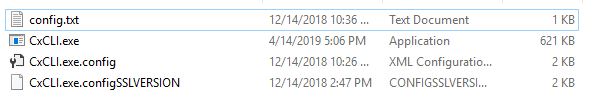 config.txt 12/14/2018 10:36 ... Text Document 1 KB
CxCLI.exe 4/14/2019 5:06 PM Application 621 KB
CxCLI.exe.config 12/14/2018 10:26 ... XML Configuratio... 2 KB
CxCLI.exe.configSSLVERSION 12/14/2018 2:47 PM CONFIGSSLVERSI... 2 KB